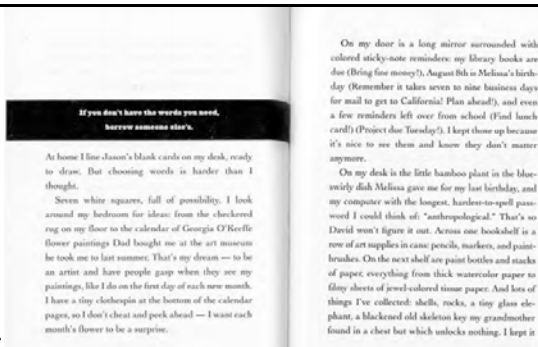 If you don't have the words you need,
borrow someone else's.
At home I line Jason's blank cards on my desk, ready
to draw. But choosing words is harder than I
thought.
Seven white squares, full of possibility. I look
around my bedroom for ideas: from the checkered
rug on my floor to the calendar of Georgia O'Keeffe
flower paintings Dad bought me at the art museum
he took me to last summer. That's my dream — to be
an artist and have people gasp when they see my
paintings, like I do on the first day of each new month.
I have a tiny clothespin at the bottom of the calendar
pages, so I don't cheat and peek ahead — I want each
month's flower to be a surprise.
On my door is a long mirror surrounded with
colored sticky-note reminders: my library books are
due (Bring fine money!), August 8th is Melissa's birth-
day (Remember it takes seven to nine business days
for mail to get to California! Plan ahead!), and even
a few reminders left over from school (Find lunch
card!) (Project due Tuesday!). I kept those up because
it's nice to see them and know they don't matter
anymore.
On my desk is the little bamboo plant in the blue-
swirly dish Melissa gave me for my last birthday, and
my computer with the longest, hardest-to-spell pass-
word I could think of: "anthropological." That's so
David won't figure it out. Across one bookshelf is a
row of art supplies in cans: pencils, markers, and paint-
brushes. On the next shelf are paint bottles and stacks
of paper, everything from thick watercolor paper to
filmy sheets of jewel-colored tissue paper. And lots of
things I've collected: shells, rocks, a tiny glass ele-
phant, a blackened old skeleton key my grandmother
found in a chest but which unlocks nothing. I kept it